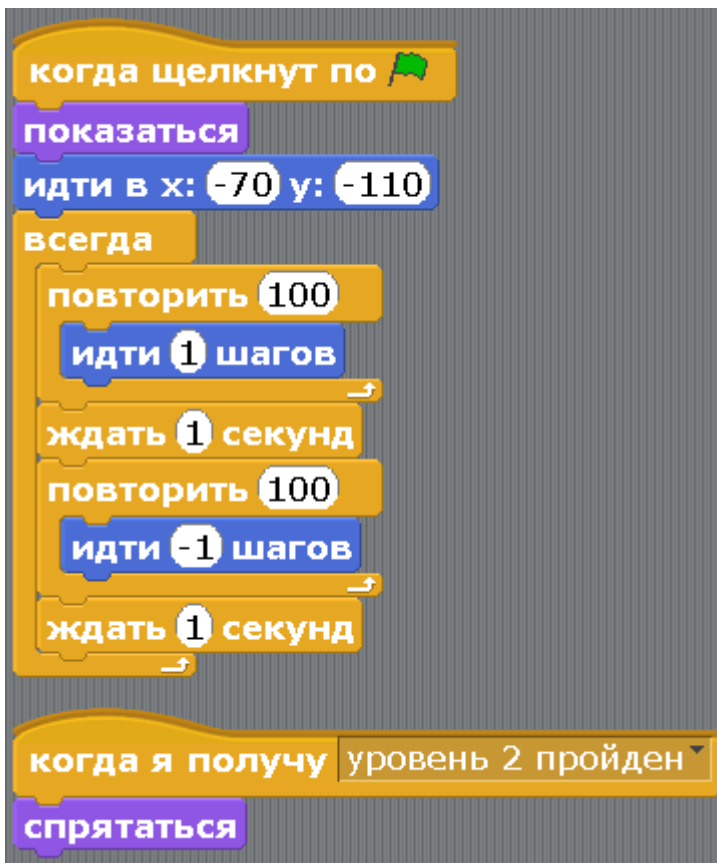 когда щелкнут по
показаться
идти в x: -70 y: -110
всегда
повторить 100
идти 1 шагов
ждать 1 секунд
повторить 100
идти -1 шагов
ждать 1 секунд
когда я получу уровень 2 пройден
спрятаться